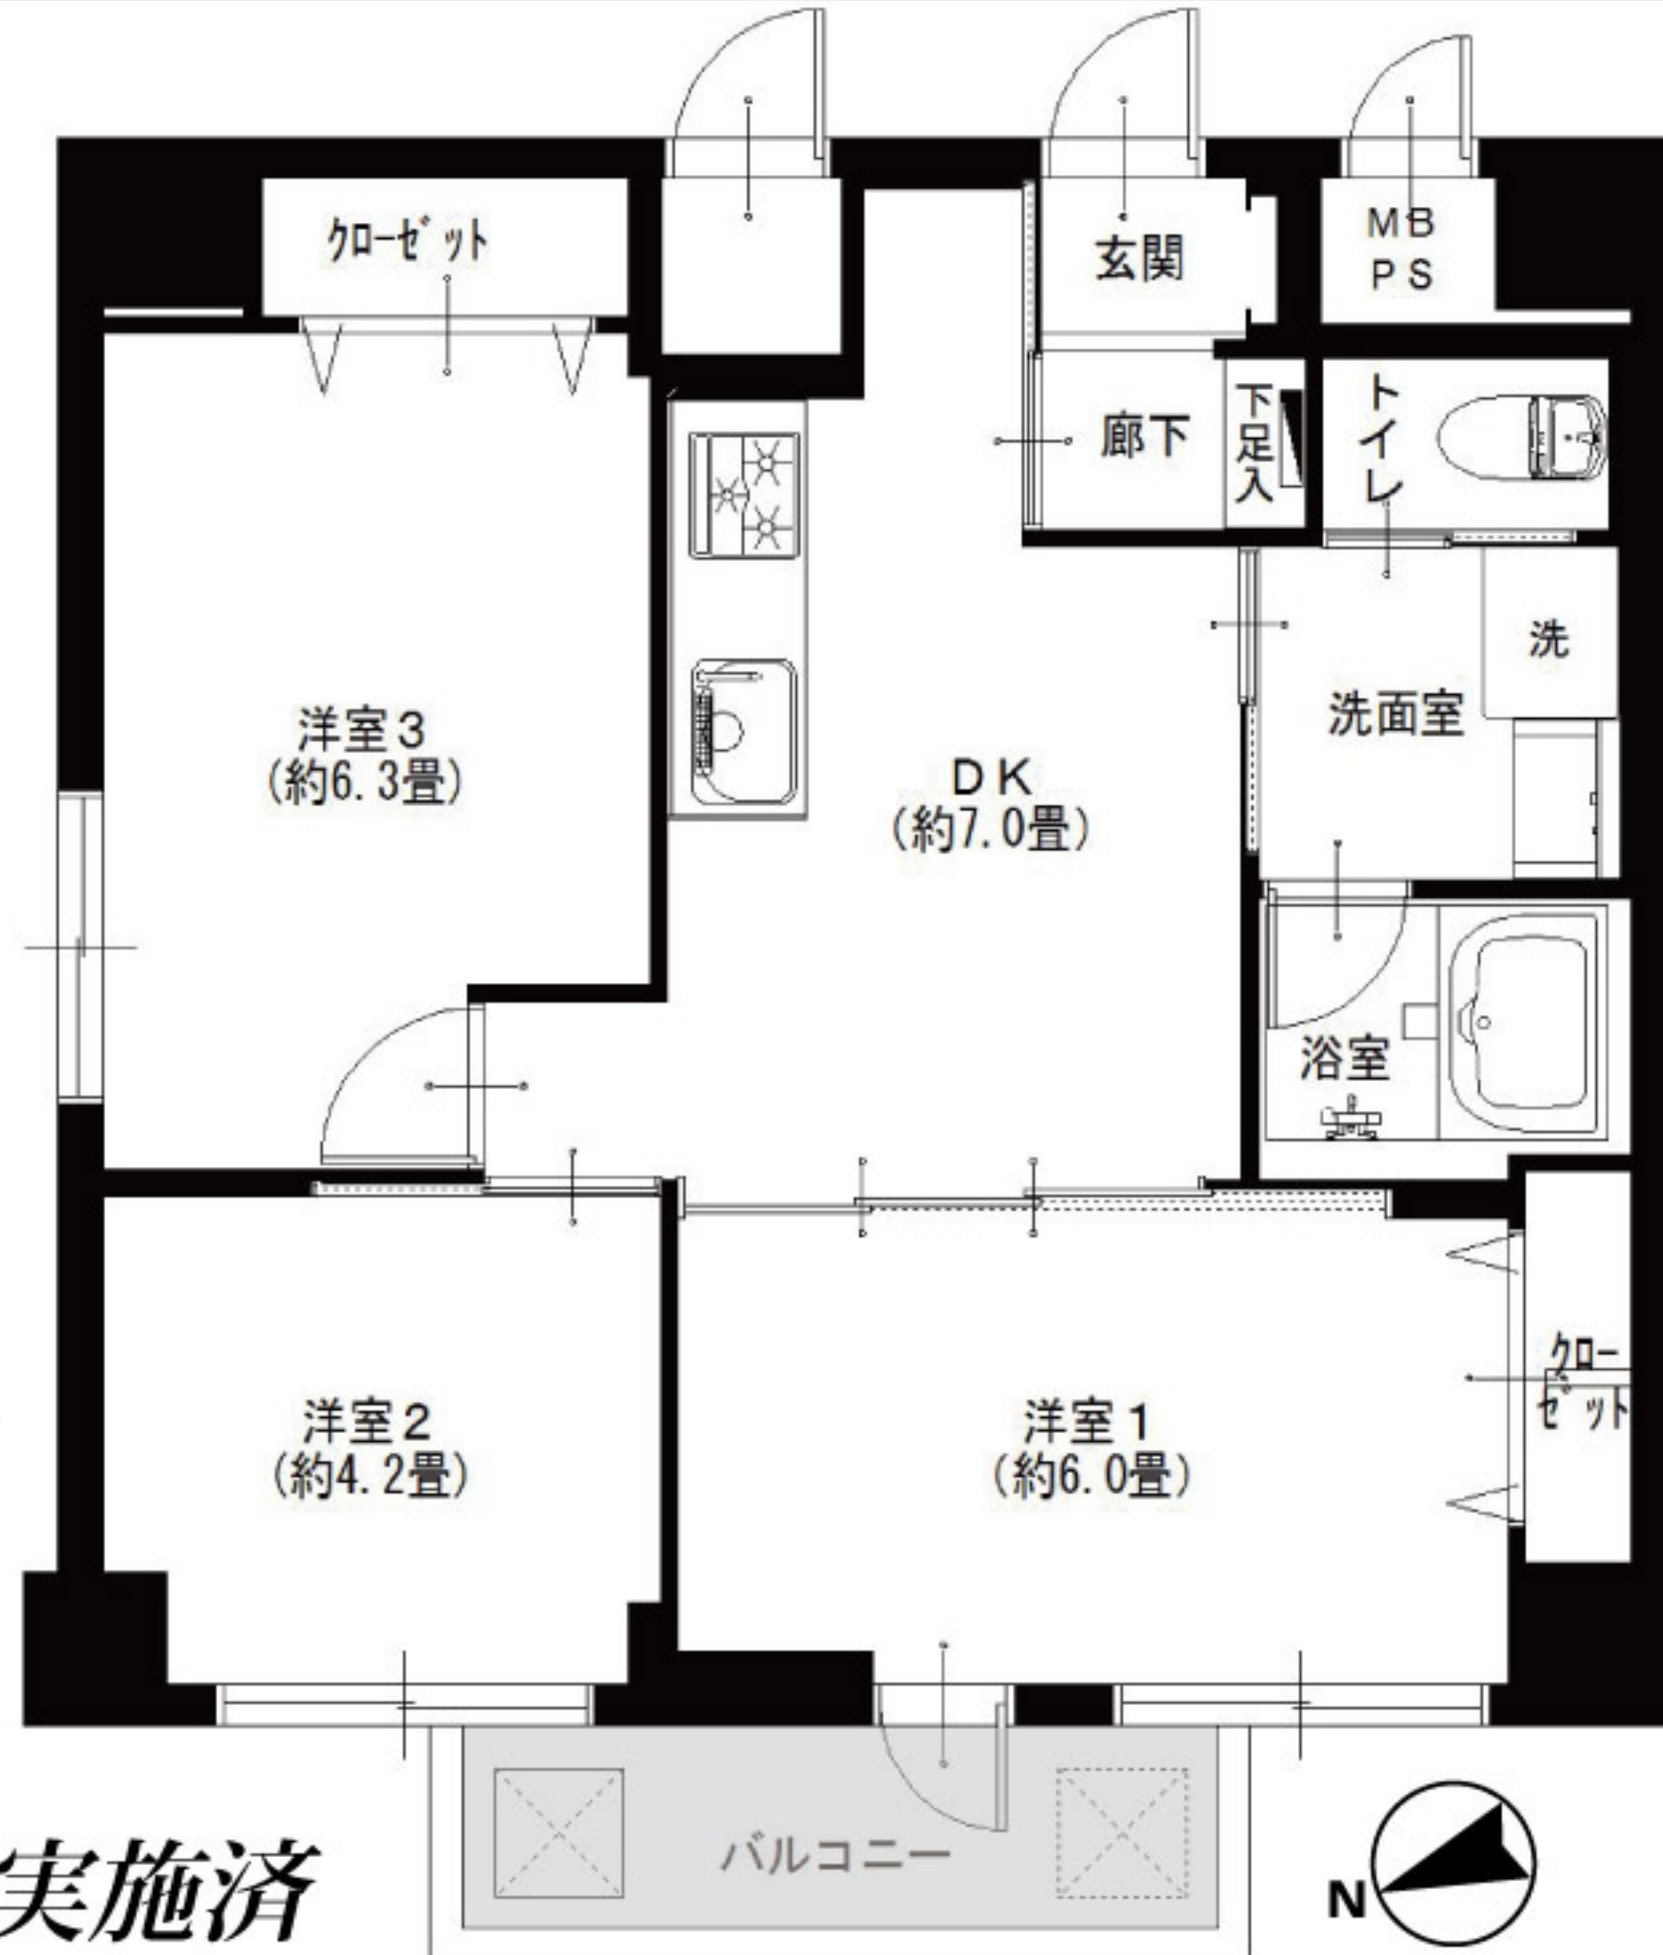 クローゼット
玄関
MB
PS
廊下
下足入
トイレ
洗
洗面室
洋室3
(約6.3畳)
DK
(約7.0畳)
浴室
洋室2
(約4.2畳)
洋室1
(約6.0畳)
クロー
ゼット
バルコニー
N
実施済